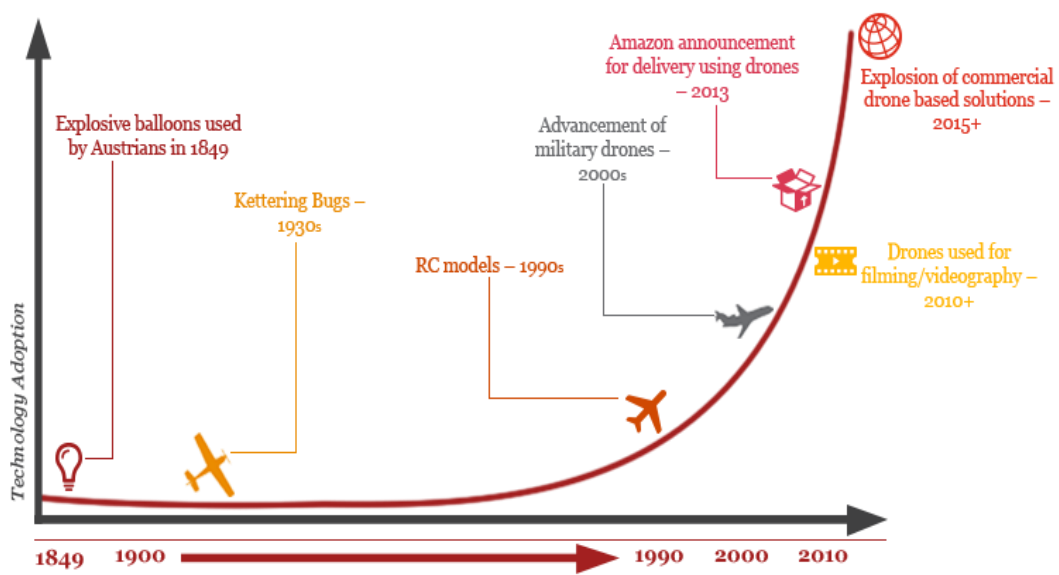 Amazon announcement
for delivery using drones
– 2013
Explosion of commercial
drone based solutions –
2015+
Explosive balloons used
by Austrians in 1849
Advancement of
military drones –
2000s
Kettering Bugs –
1930s
RC models – 1990s
Drones used for
filming/videography –
2010+
Technology Adoption
1849 1900 1990 2000 2010